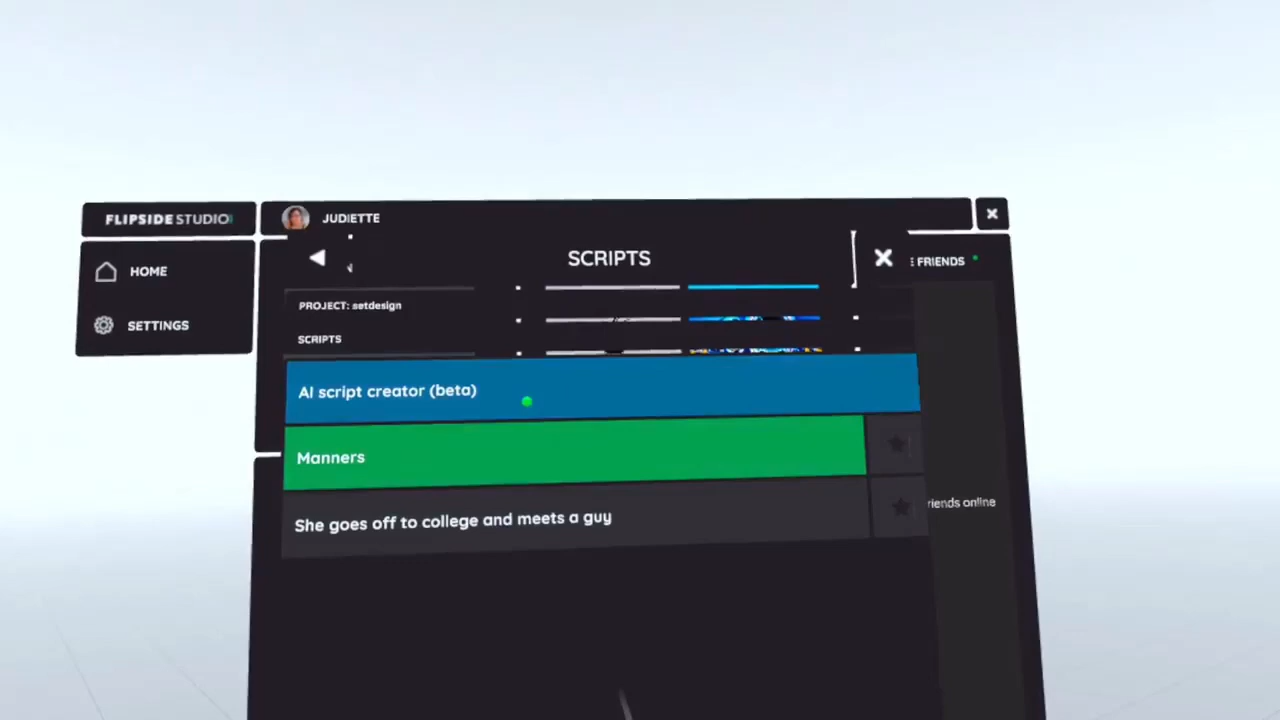 FLIPSIDE STUDIO
JUDIETTE
HOME
SETTINGS
SCRIPTS
FRIENDS
PROJECT: setdesign
SCRIPTS
AI script creator (beta)
Manners
She goes off to college and meets a guy
riends online